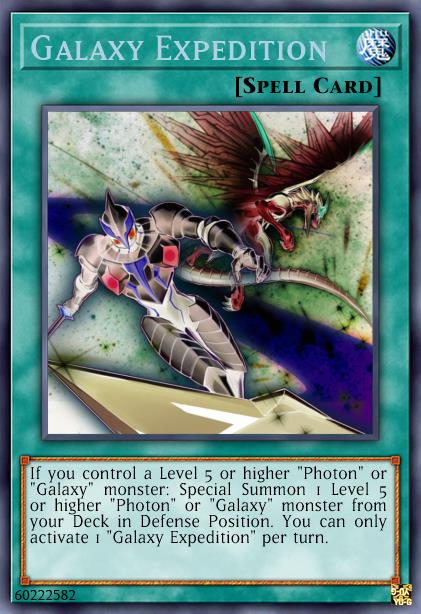 GALAXY EXPEDITION
魔
[SPELL CARD]
If you control a Level 5 or higher "Photon" or
"Galaxy" monster: Special Summon 1 Level 5
or higher "Photon" or "Galaxy" monster from
your Deck in Defense Position. You can only
activate 1 "Galaxy Expedition" per turn.
60222582